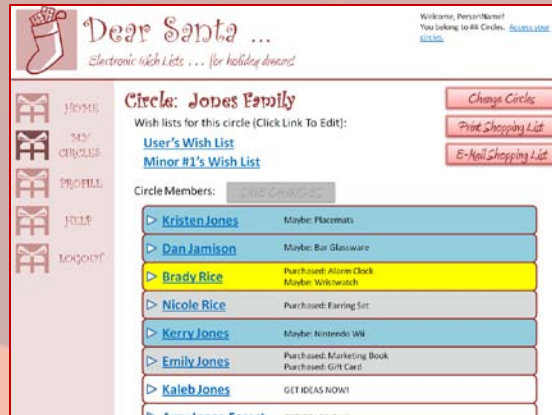 Dear Santa ...
Electronic Wish Lists ... for holiday dreams!
Welcome, PersonName!
You belong to ## Circles. Access your
circles.
HOME
MY
CIRCLES
PROFILE
HELP
LOGOUT
Circle: Jones Family
Wish lists for this circle (Click Link To Edit):
User's Wish List
Minor #1's Wish List
Change Circles
Print Shopping List
E-Mail Shopping List
Circle Members:
SAVE CHANGES
Kristen Jones Maybe: Placemats
Dan Jamison Maybe: Bar Glassware
Brady Rice Purchased: Alarm Clock
Maybe: Wristwatch
Nicole Rice Purchased: Earring Set
Kerry Jones Maybe: Nintendo Wii
Emily Jones Purchased: Marketing Book
Purchased: Gift Card
Kaleb Jones GET IDEAS NOW!